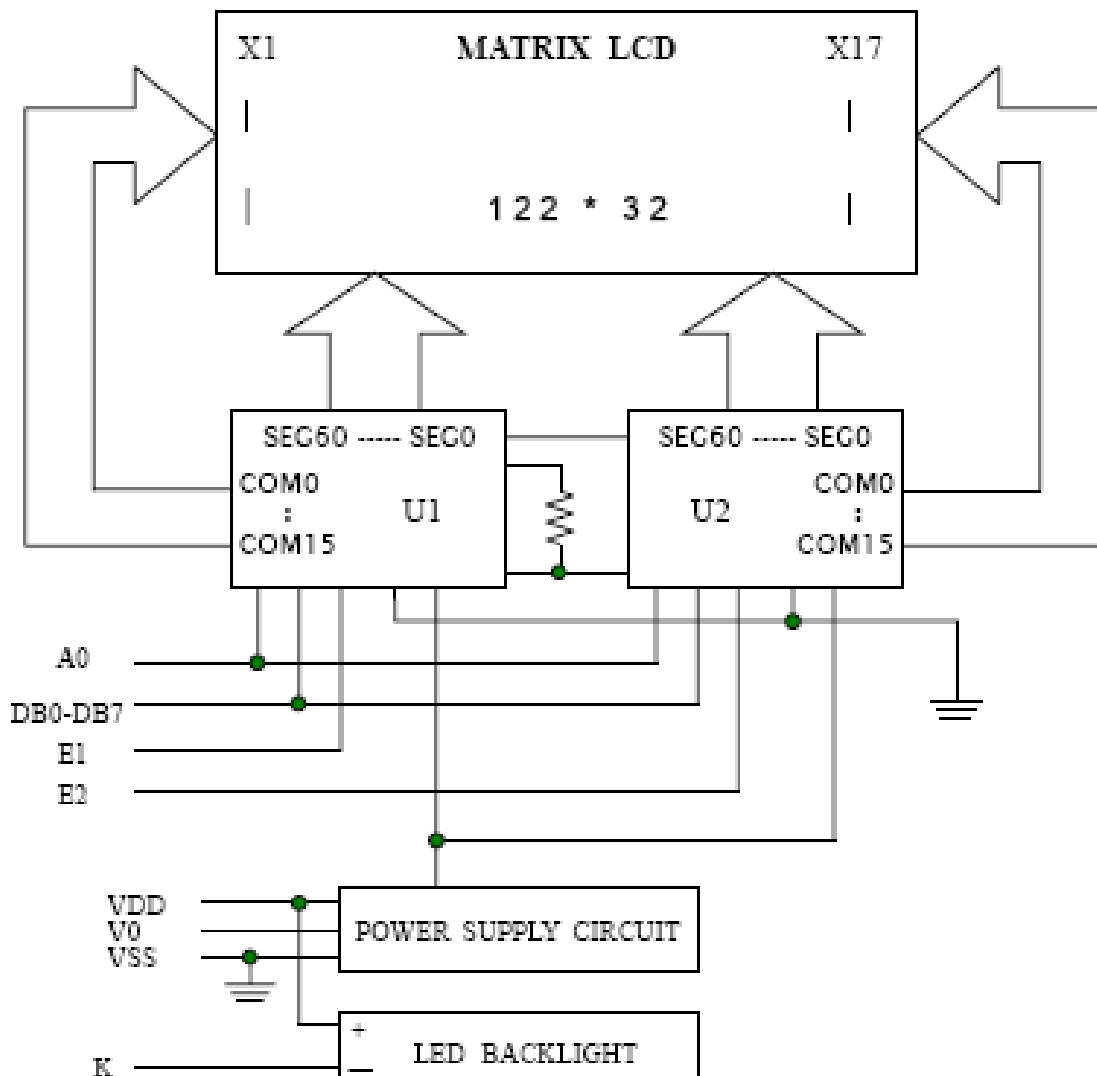 X1 MATRIX LCD X17
122 * 32
SEG60 ----- SEG0 SEG60 ----- SEG0
COM0 COM0
: U1 U2 :
COM15 COM15
A0
DB0-DB7
E1
E2
VDD
V0 POWER SUPPLY CIRCUIT
VSS
+
LED BACKLIGHT
K —